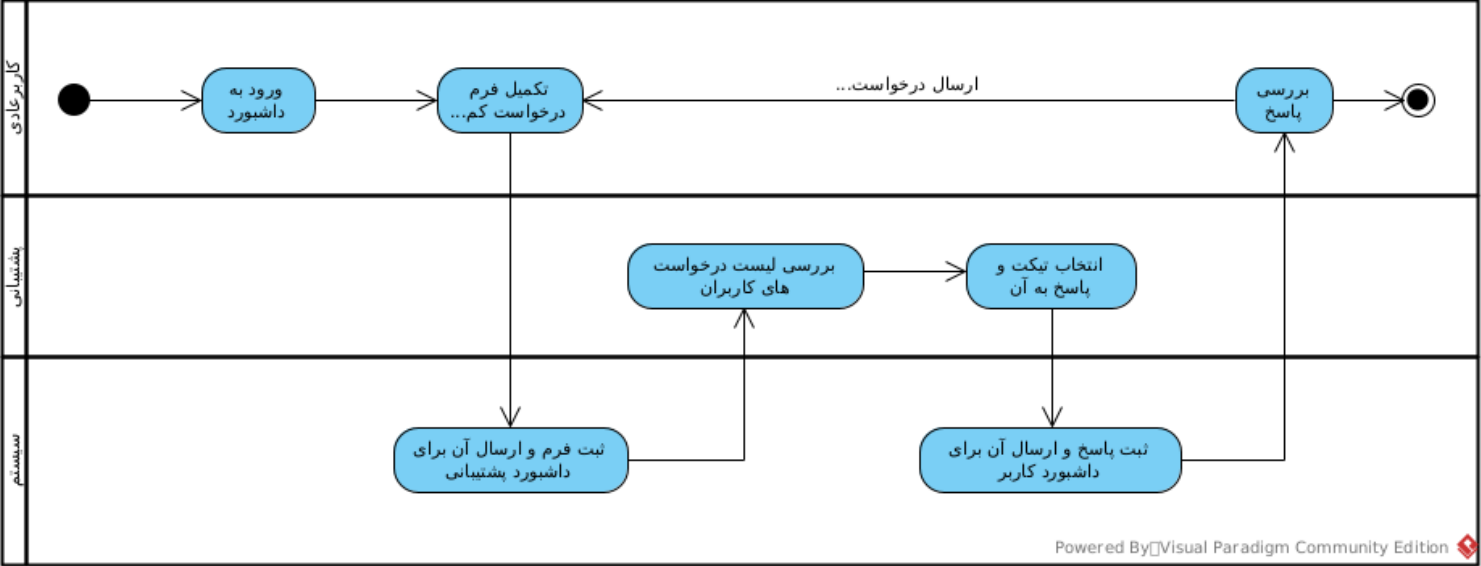 کاربرعادی
ورود به
داشبورد
تکمیل فرم
درخواست کم...
ارسال درخواست...
بررسی
پاسخ
پشتیبانی
بررسی لیست درخواست
های کاربران
انتخاب تیکت و
پاسخ به آن
سیستم
ثبت فرم و ارسال آن برای
داشبورد پشتیبانی
ثبت پاسخ و ارسال آن برای
داشبورد کاربر
Powered By Visual Paradigm Community Edition